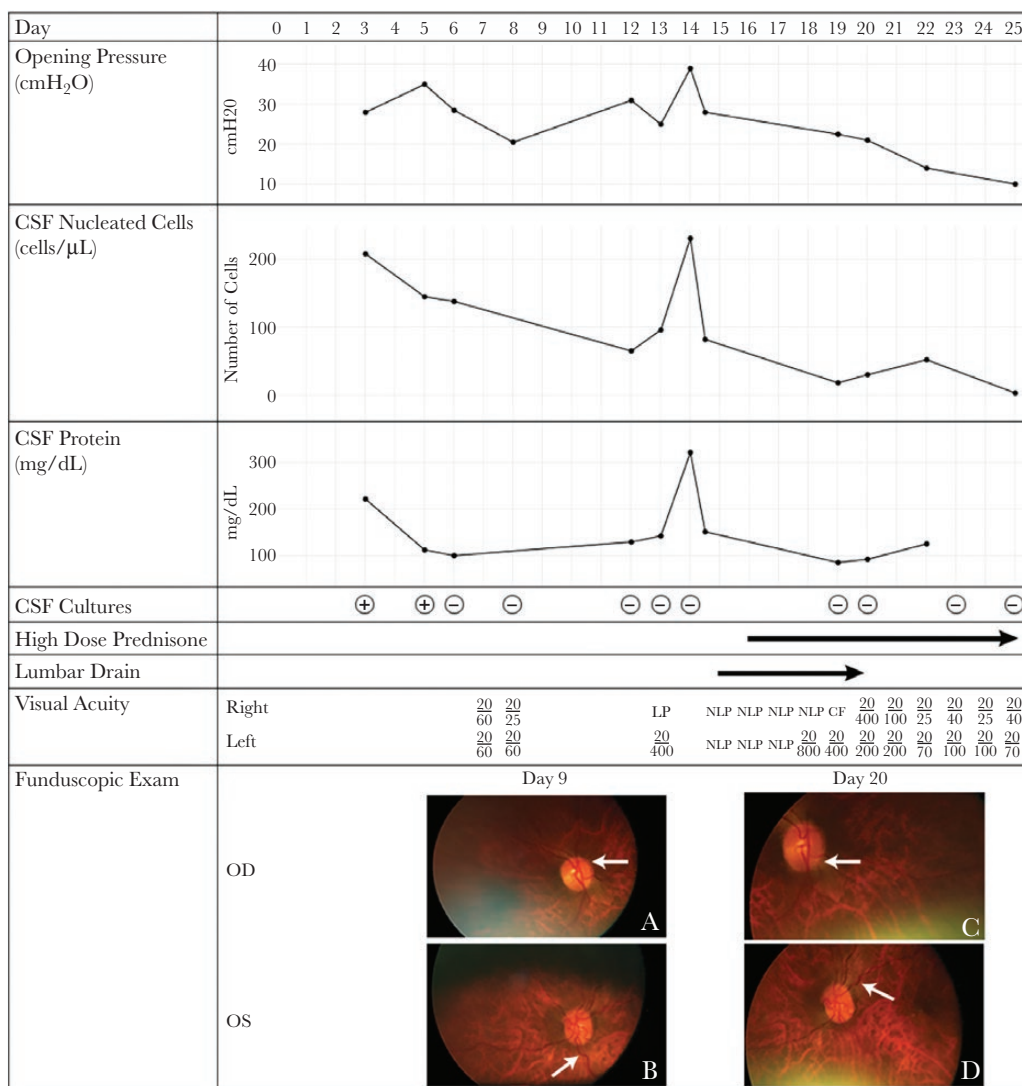 Day 0 1 2 3 4 5 6 7 8 9 10 11 12 13 14 15 16 17 18 19 20 21 22 23 24 25
Opening Pressure
(cmH₂O)
cmH20
40
30
20
10
CSF Nucleated Cells
(cells/μL)
Number of Cells
200
100
0
CSF Protein
(mg/dL)
mg/dL
300
200
100
CSF Cultures + + − − − − − − − − −
High Dose Prednisone
Lumbar Drain
Visual Acuity
Right 20/60 20/25 LP NLP NLP NLP NLP CF 20/400 20/100 20/25 20/40 20/25 20/40
Left 20/60 20/60 20/400 NLP NLP NLP 20/800 20/400 20/200 20/200 20/70 20/100 20/100 20/70
Funduscopic Exam
Day 9 Day 20
OD
A C
OS
B D